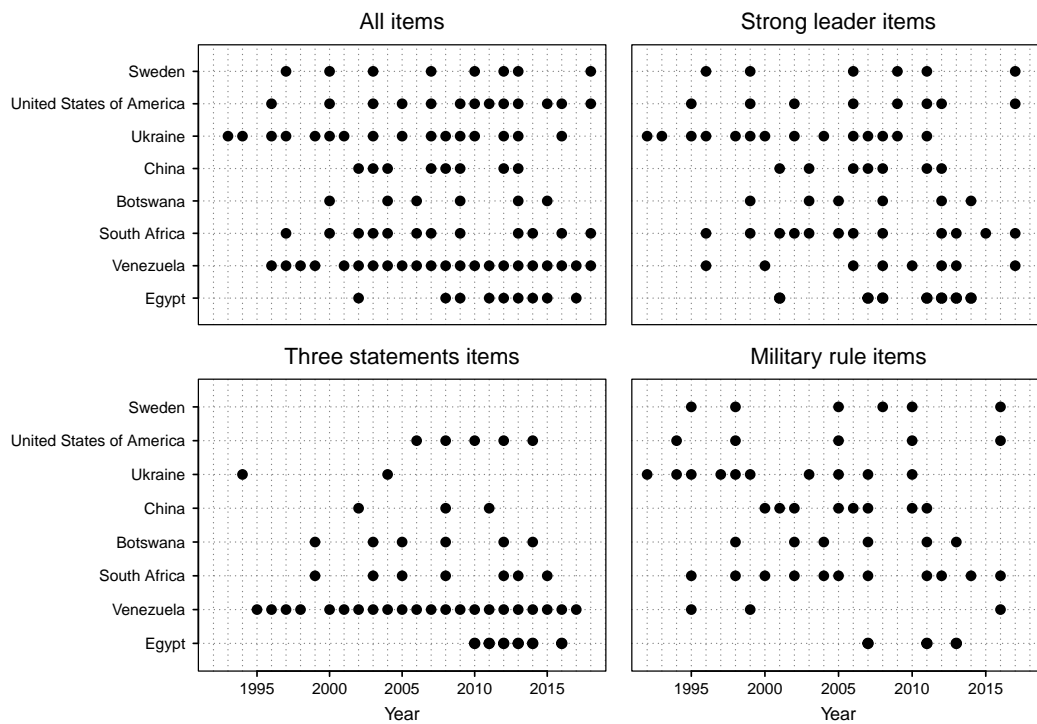 All items
Strong leader items
Sweden
United States of America
Ukraine
China
Botswana
South Africa
Venezuela
Egypt
Three statements items
Military rule items
Sweden
United States of America
Ukraine
China
Botswana
South Africa
Venezuela
Egypt
1995 2000 2005 2010 2015
1995 2000 2005 2010 2015
Year
Year